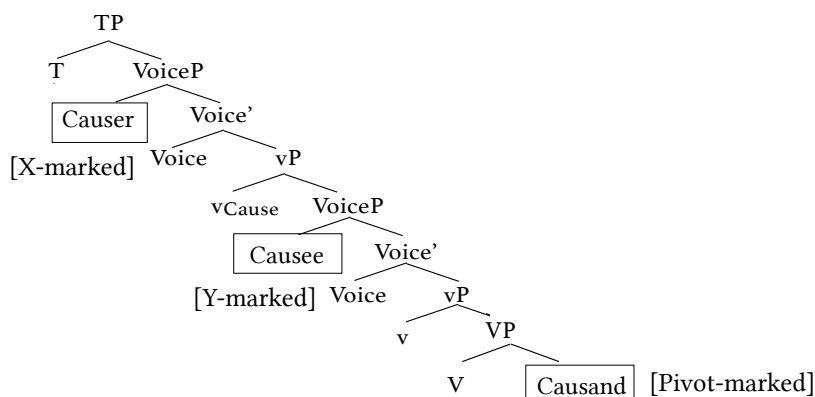 TP
T VoiceP
Causer Voice’
[X-marked] Voice vP
vCause VoiceP
Causee Voice’
[Y-marked] Voice vP
v VP
V Causand [Pivot-marked]